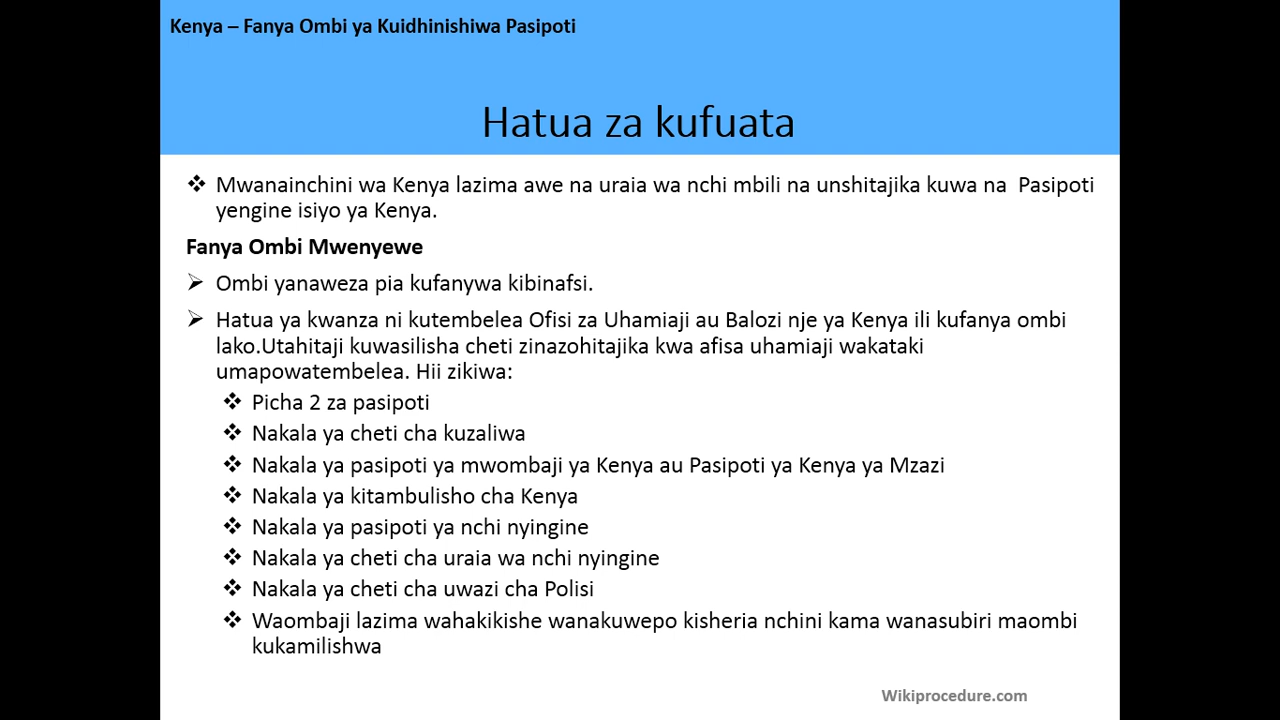 Kenya – Fanya Ombi ya Kuidhinishiwa Pasipoti
Hatua za kufuata
❖ Mwanainchini wa Kenya lazima awe na uraia wa nchi mbili na unshitajika kuwa na  Pasipoti
yengine isiyo ya Kenya.
Fanya Ombi Mwenyewe
➢ Ombi yanaweza pia kufanywa kibinafsi.
➢ Hatua ya kwanza ni kutembelea Ofisi za Uhamiaji au Balozi nje ya Kenya ili kufanya ombi
lako.Utahitaji kuwasilisha cheti zinazohitajika kwa afisa uhamiaji wakataki
umapowatembelea. Hii zikiwa:
❖ Picha 2 za pasipoti
❖ Nakala ya cheti cha kuzaliwa
❖ Nakala ya pasipoti ya mwombaji ya Kenya au Pasipoti ya Kenya ya Mzazi
❖ Nakala ya kitambulisho cha Kenya
❖ Nakala ya pasipoti ya nchi nyingine
❖ Nakala ya cheti cha uraia wa nchi nyingine
❖ Nakala ya cheti cha uwazi cha Polisi
❖ Waombaji lazima wahakikishe wanakuwepo kisheria nchini kama wanasubiri maombi
kukamilishwa
Wikiprocedure.com